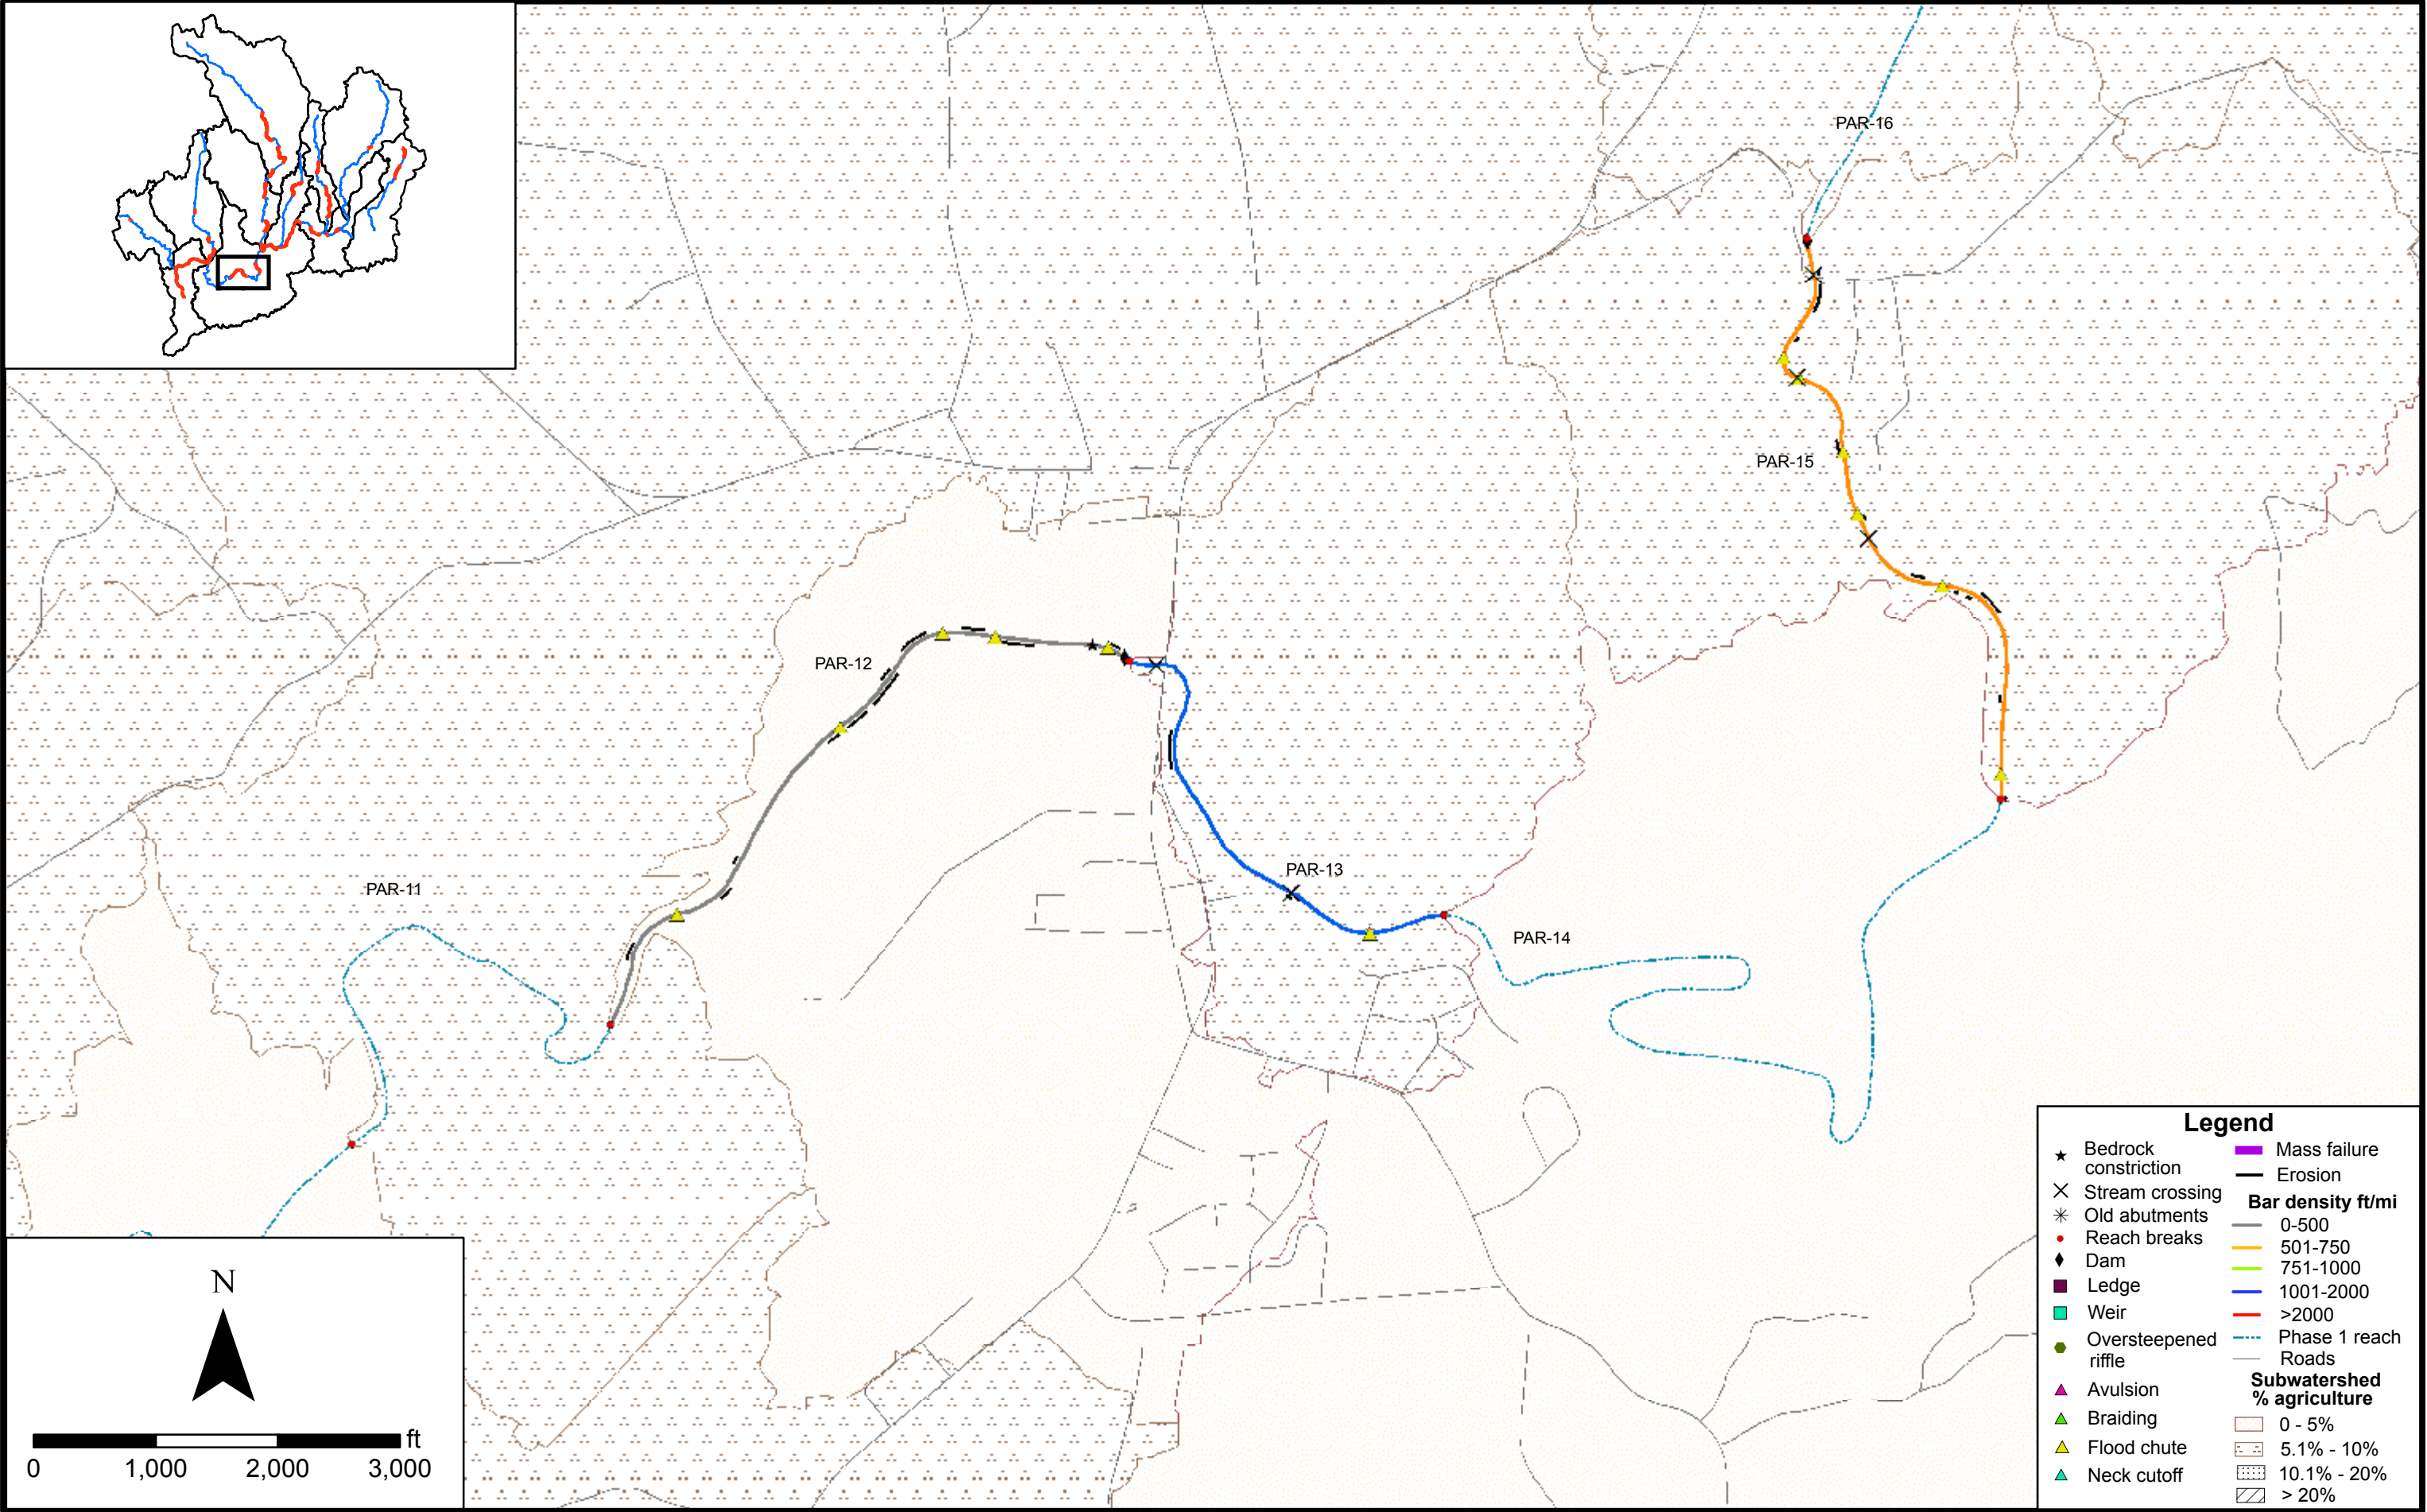 PAR-16
PAR-15
PAR-12
PAR-13
PAR-11
PAR-14
N
ft
0 1,000 2,000 3,000
Legend
Bedrock
constriction
Stream crossing
Old abutments
Reach breaks
Dam
Ledge
Weir
Oversteepened
riffle
Avulsion
Braiding
Flood chute
Neck cutoff
Mass failure
Erosion
Bar density ft/mi
0-500
501-750
751-1000
1001-2000
>2000
Phase 1 reach
Roads
Subwatershed
% agriculture
0 - 5%
5.1% - 10%
10.1% - 20%
> 20%